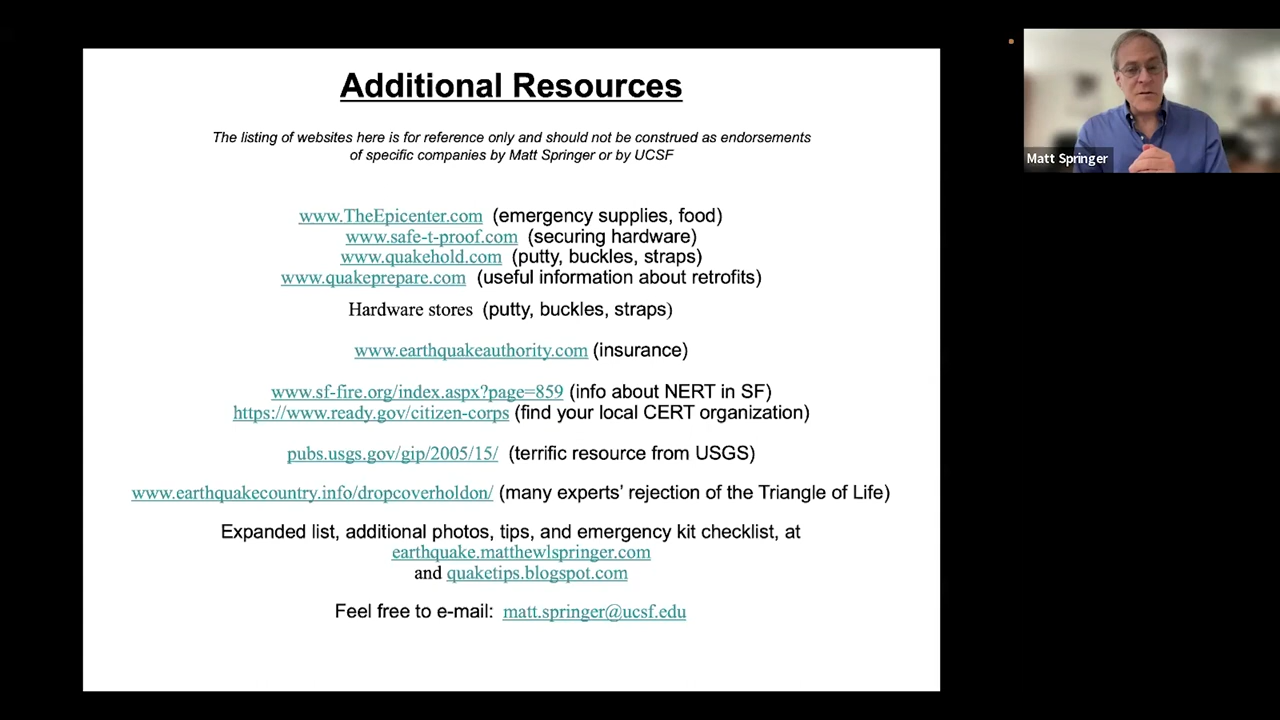 Additional Resources
The listing of websites here is for reference only and should not be construed as endorsements
of specific companies by Matt Springer or by UCSF
www.TheEpicenter.com (emergency supplies, food)
www.safe-t-proof.com (securing hardware)
www.quakehold.com (putty, buckles, straps)
www.quakeprepare.com (useful information about retrofits)
Hardware stores (putty, buckles, straps)
www.earthquakeauthority.com (insurance)
www.sf-fire.org/index.aspx?page=859 (info about NERT in SF)
https://www.ready.gov/citizen-corps (find your local CERT organization)
pubs.usgs.gov/gip/2005/15/ (terrific resource from USGS)
www.earthquakecountry.info/dropcoverholdon/ (many experts’ rejection of the Triangle of Life)
Expanded list, additional photos, tips, and emergency kit checklist, at
earthquake.matthewlspringer.com
and quaketips.blogspot.com
Feel free to e-mail: matt.springer@ucsf.edu
Matt Springer